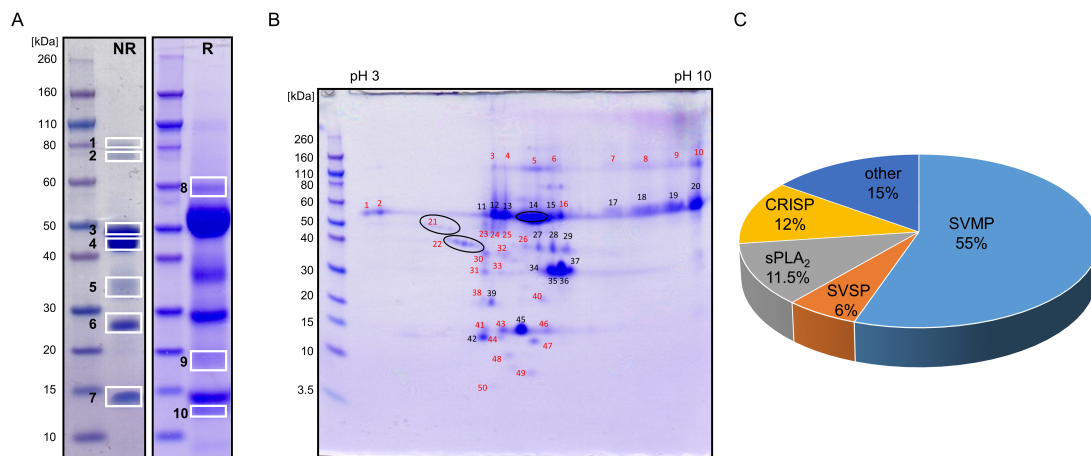 A
B
C
[kDa]
NR
R
260
160
110
80
60
50
40
30
20
15
10
1
2
3
4
5
6
7
8
9
10
pH 3
pH 10
[kDa]
260
160
110
80
60
50
40
30
20
15
10
3.5
3 4 5 6 7 8 9 10
1 2 11 12 13 14 15 16 17 18 19 20
21
22 23 24 25 26 27 28 29
30 32
31 33 34 35 36 37
38 39 40
41 42 43 44 45 46
47
48
49
50
other
15%
CRISP
12%
sPLA₂
11.5%
SVSP
6%
SVMP
55%